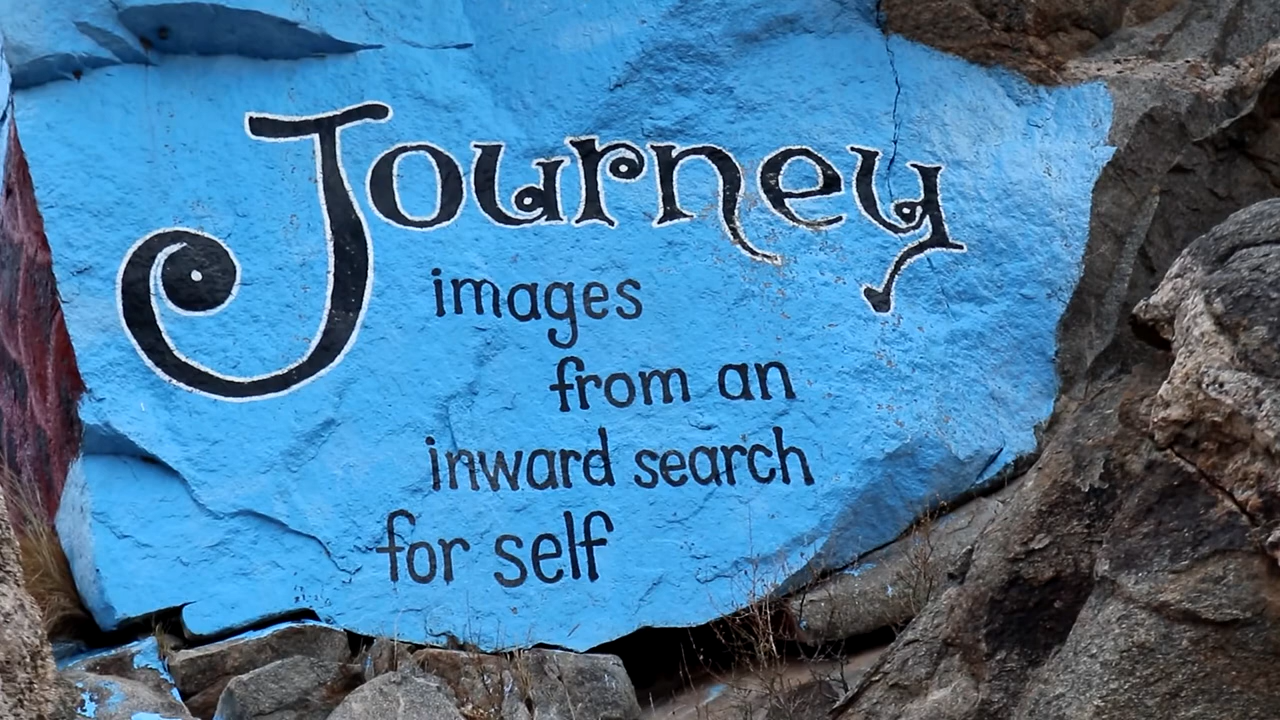 Journey
images
from an
inward search
for self